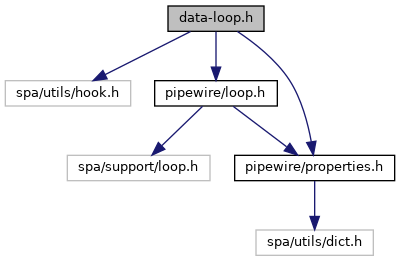 data-loop.h
spa/utils/hook.h
pipewire/loop.h
spa/support/loop.h
pipewire/properties.h
spa/utils/dict.h